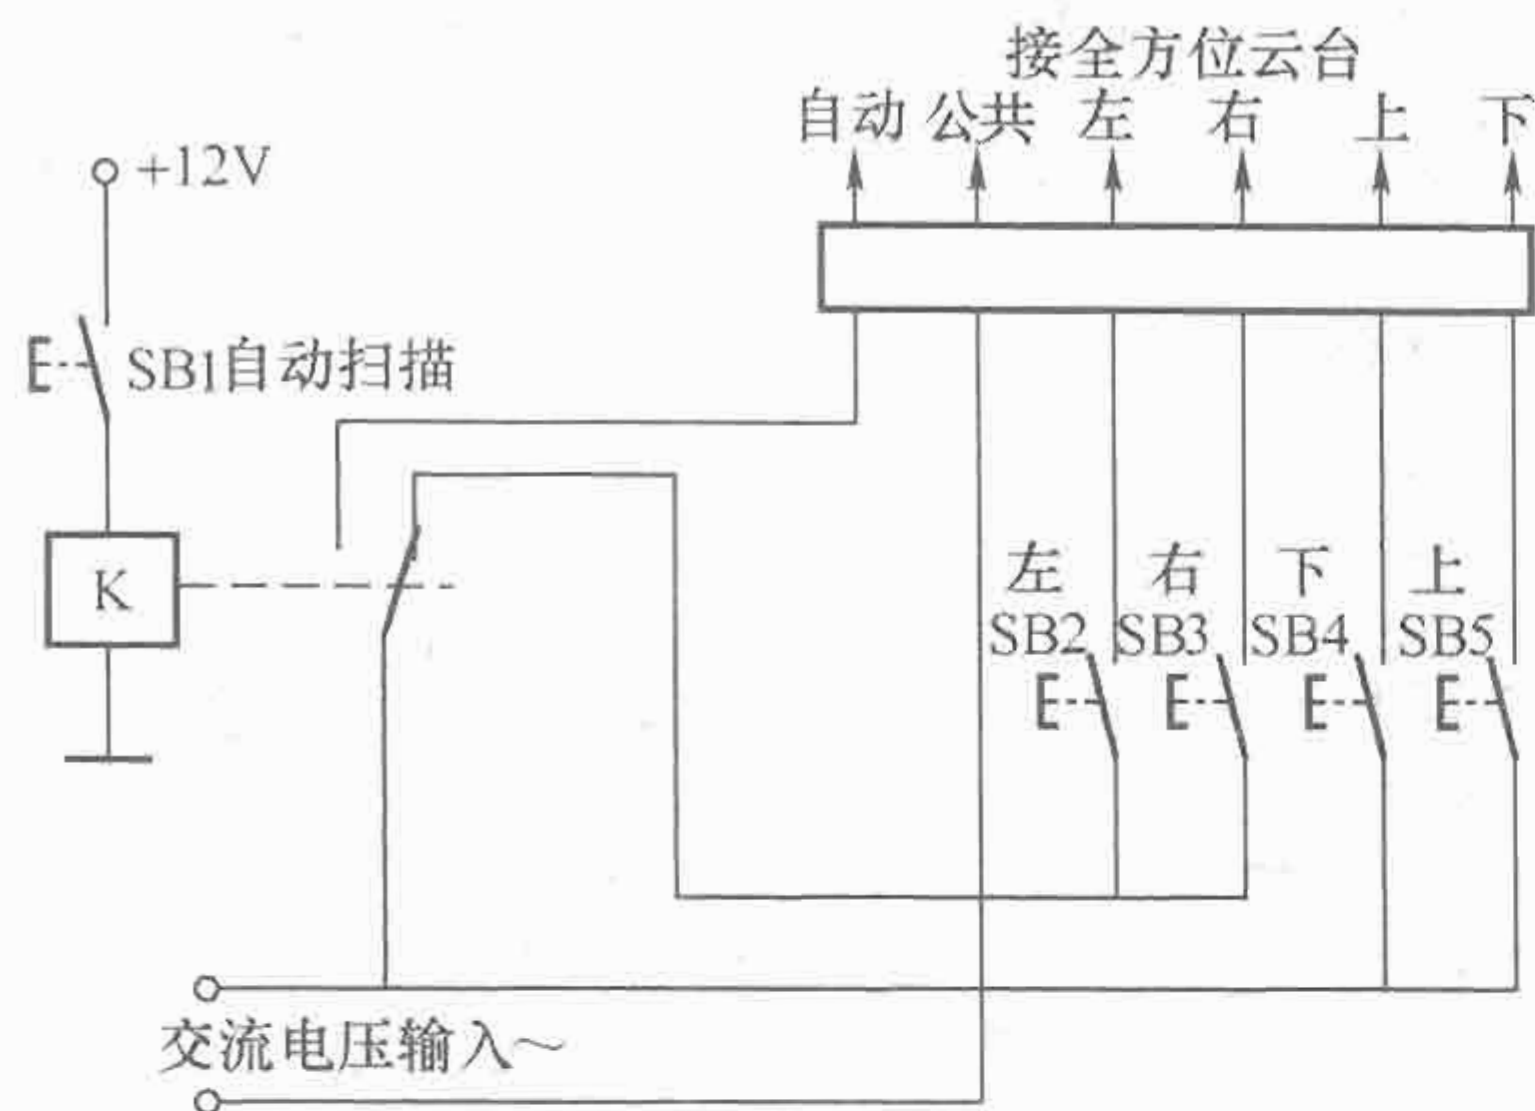 接全方位云台
自动 公共 左 右 上 下
+12V
SB1自动扫描
K
左 右 下 上
SB2 SB3 SB4 SB5
交流电压输入~